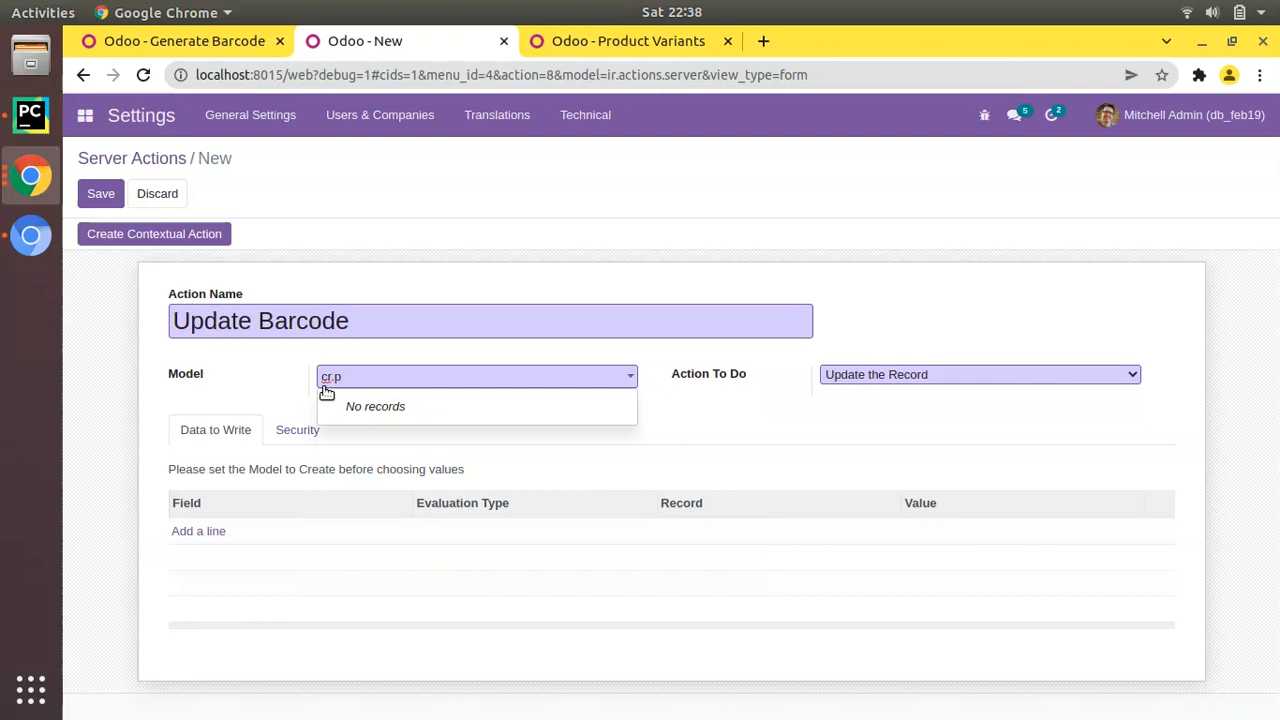 Activities Google Chrome Sat 22:38
Odoo - Generate Barcode Odoo - New Odoo - Product Variants
localhost:8015/web?debug=1#cids=1&menu_id=4&action=8&model=ir.actions.server&view_type=form
Settings General Settings Users & Companies Translations Technical 5 2 Mitchell Admin (db_feb19)
PC
Server Actions / New
Save Discard
Create Contextual Action
Action Name
Update Barcode
Model cr.p Action To Do Update the Record
No records
Data to Write Security
Please set the Model to Create before choosing values
Field Evaluation Type Record Value
Add a line